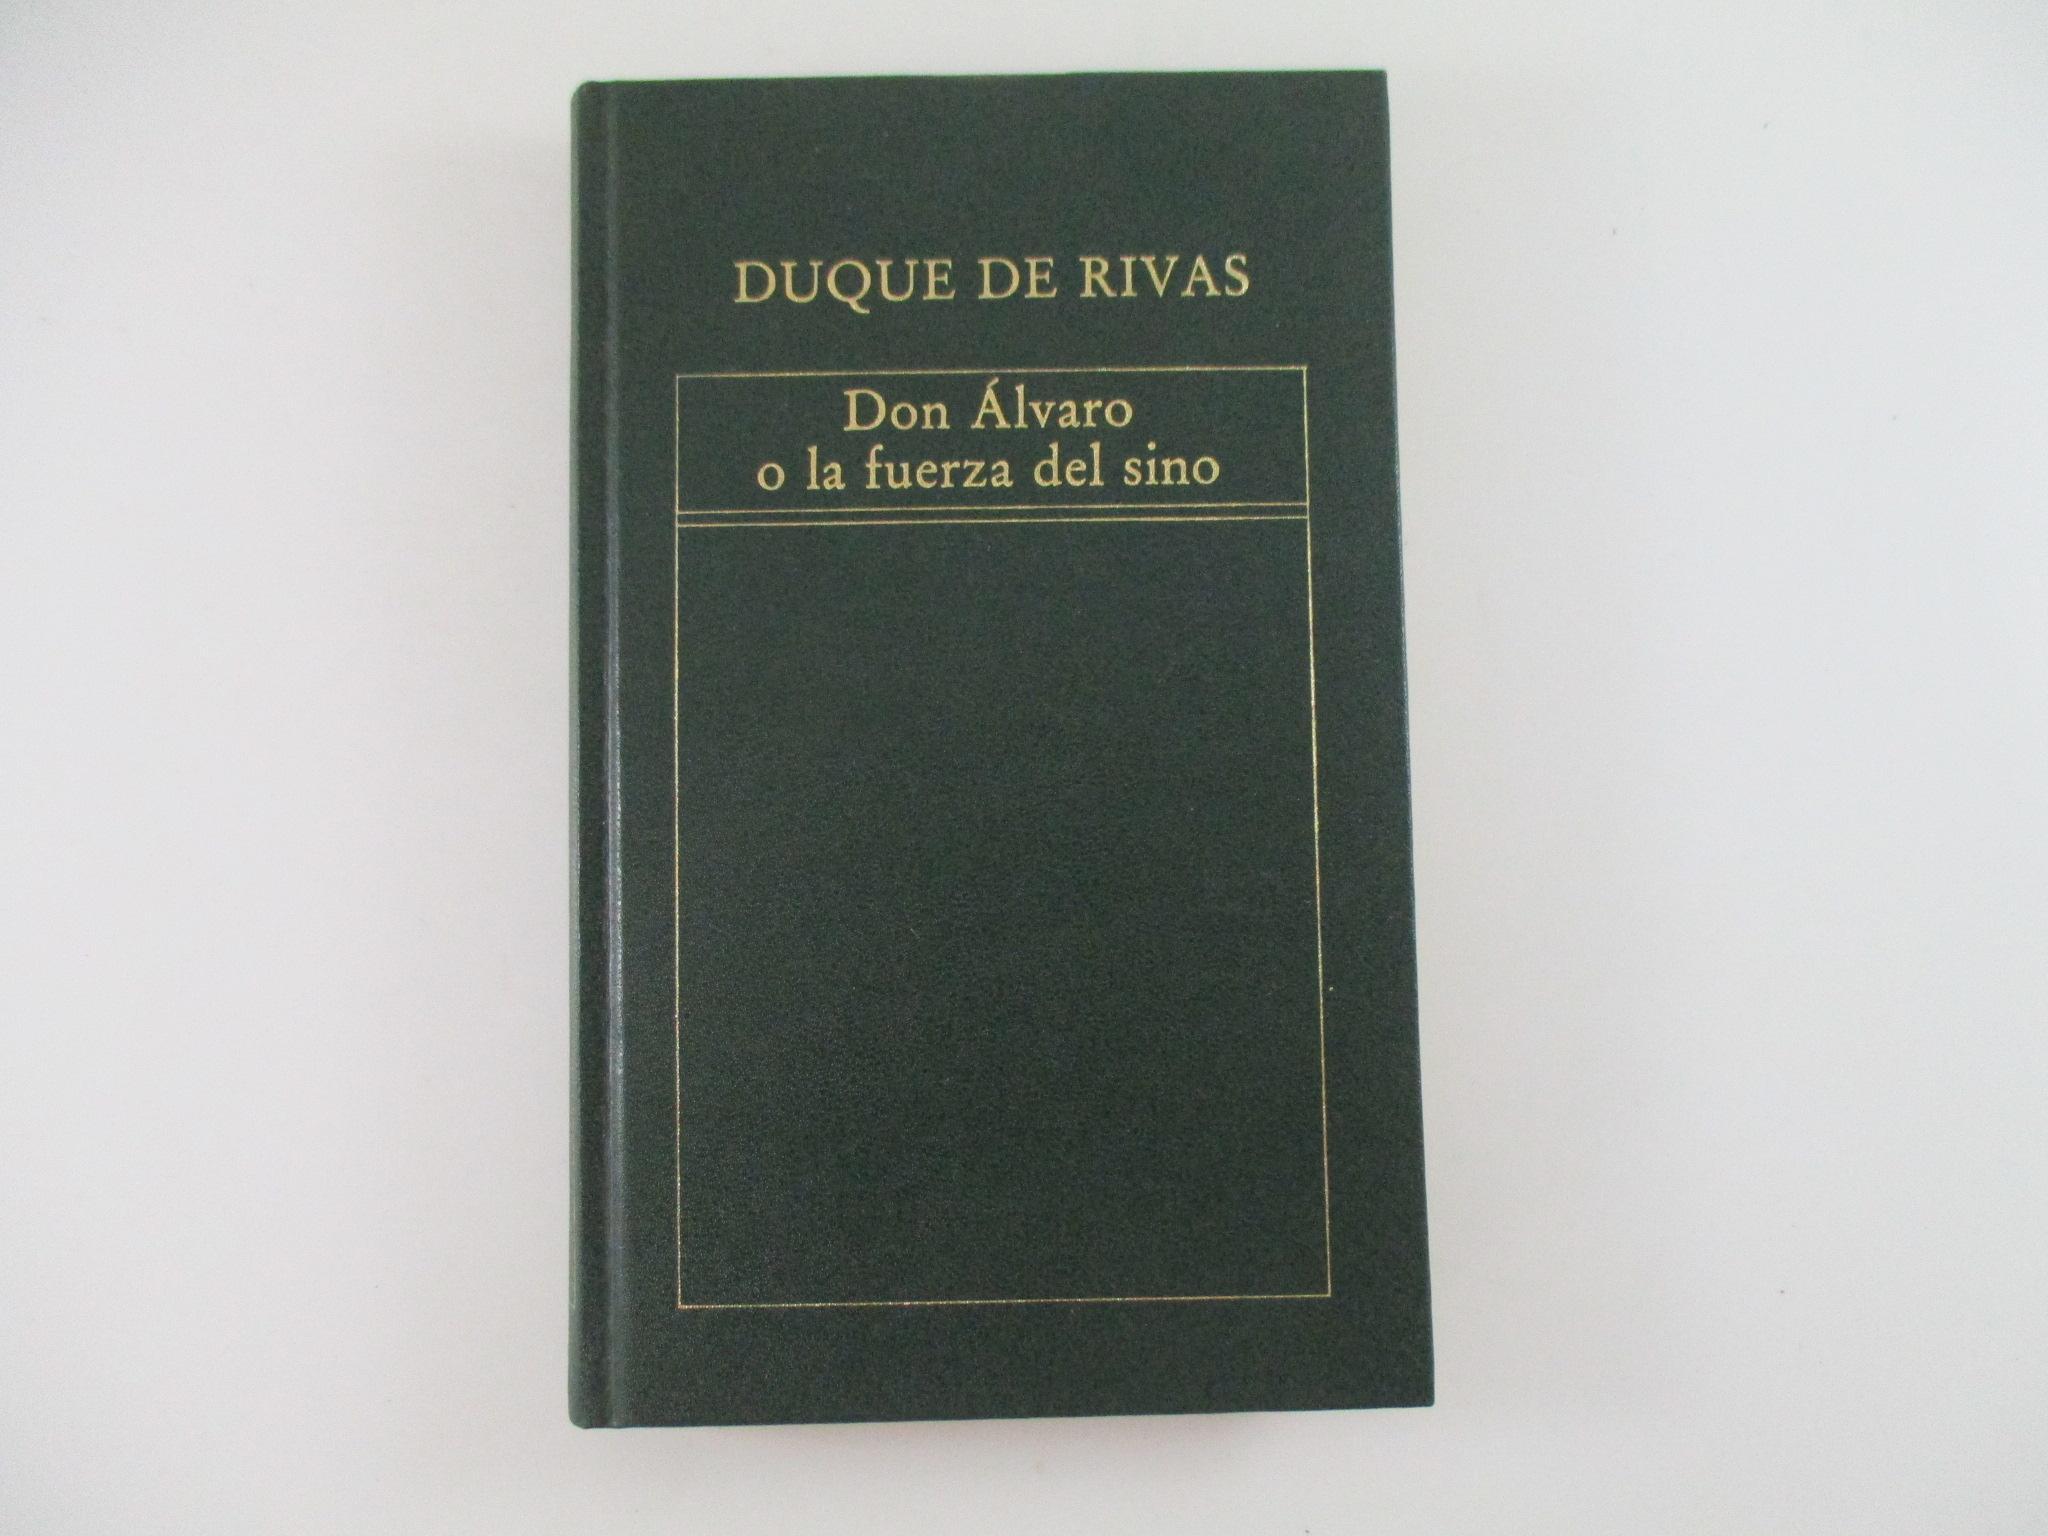 DUQUE DE RIVAS
Don Álvaro
o la fuerza del sino